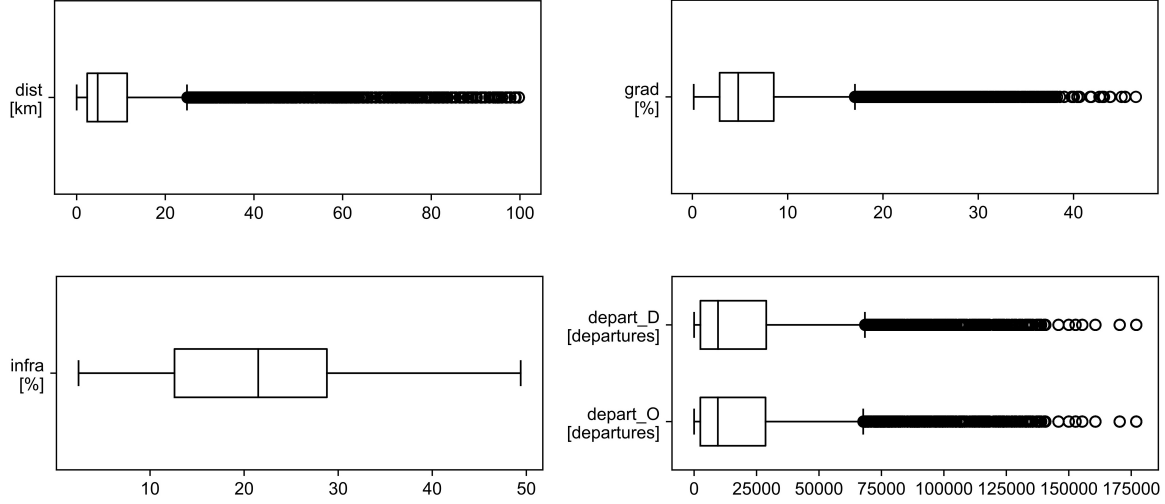 dist
[km]
0 20 40 60 80 100
grad
[%]
0 10 20 30 40
infra
[%]
10 20 30 40 50
depart_D
[departures]
depart_O
[departures]
0 25000 50000 75000 100000 125000 150000 175000